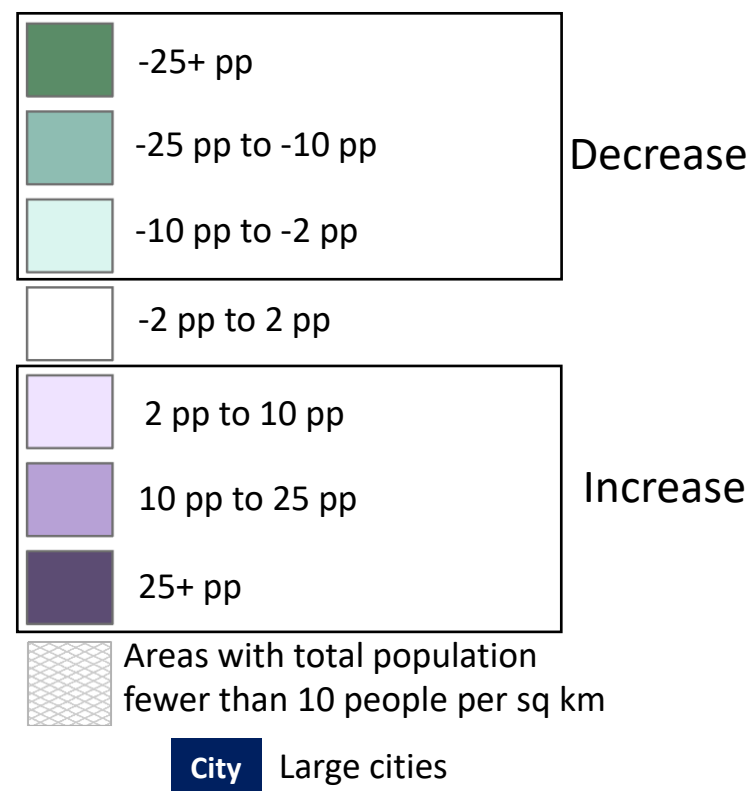 -25+ pp
-25 pp to -10 pp
Decrease
-10 pp to -2 pp
-2 pp to 2 pp
2 pp to 10 pp
10 pp to 25 pp
Increase
25+ pp
Areas with total population
fewer than 10 people per sq km
City Large cities